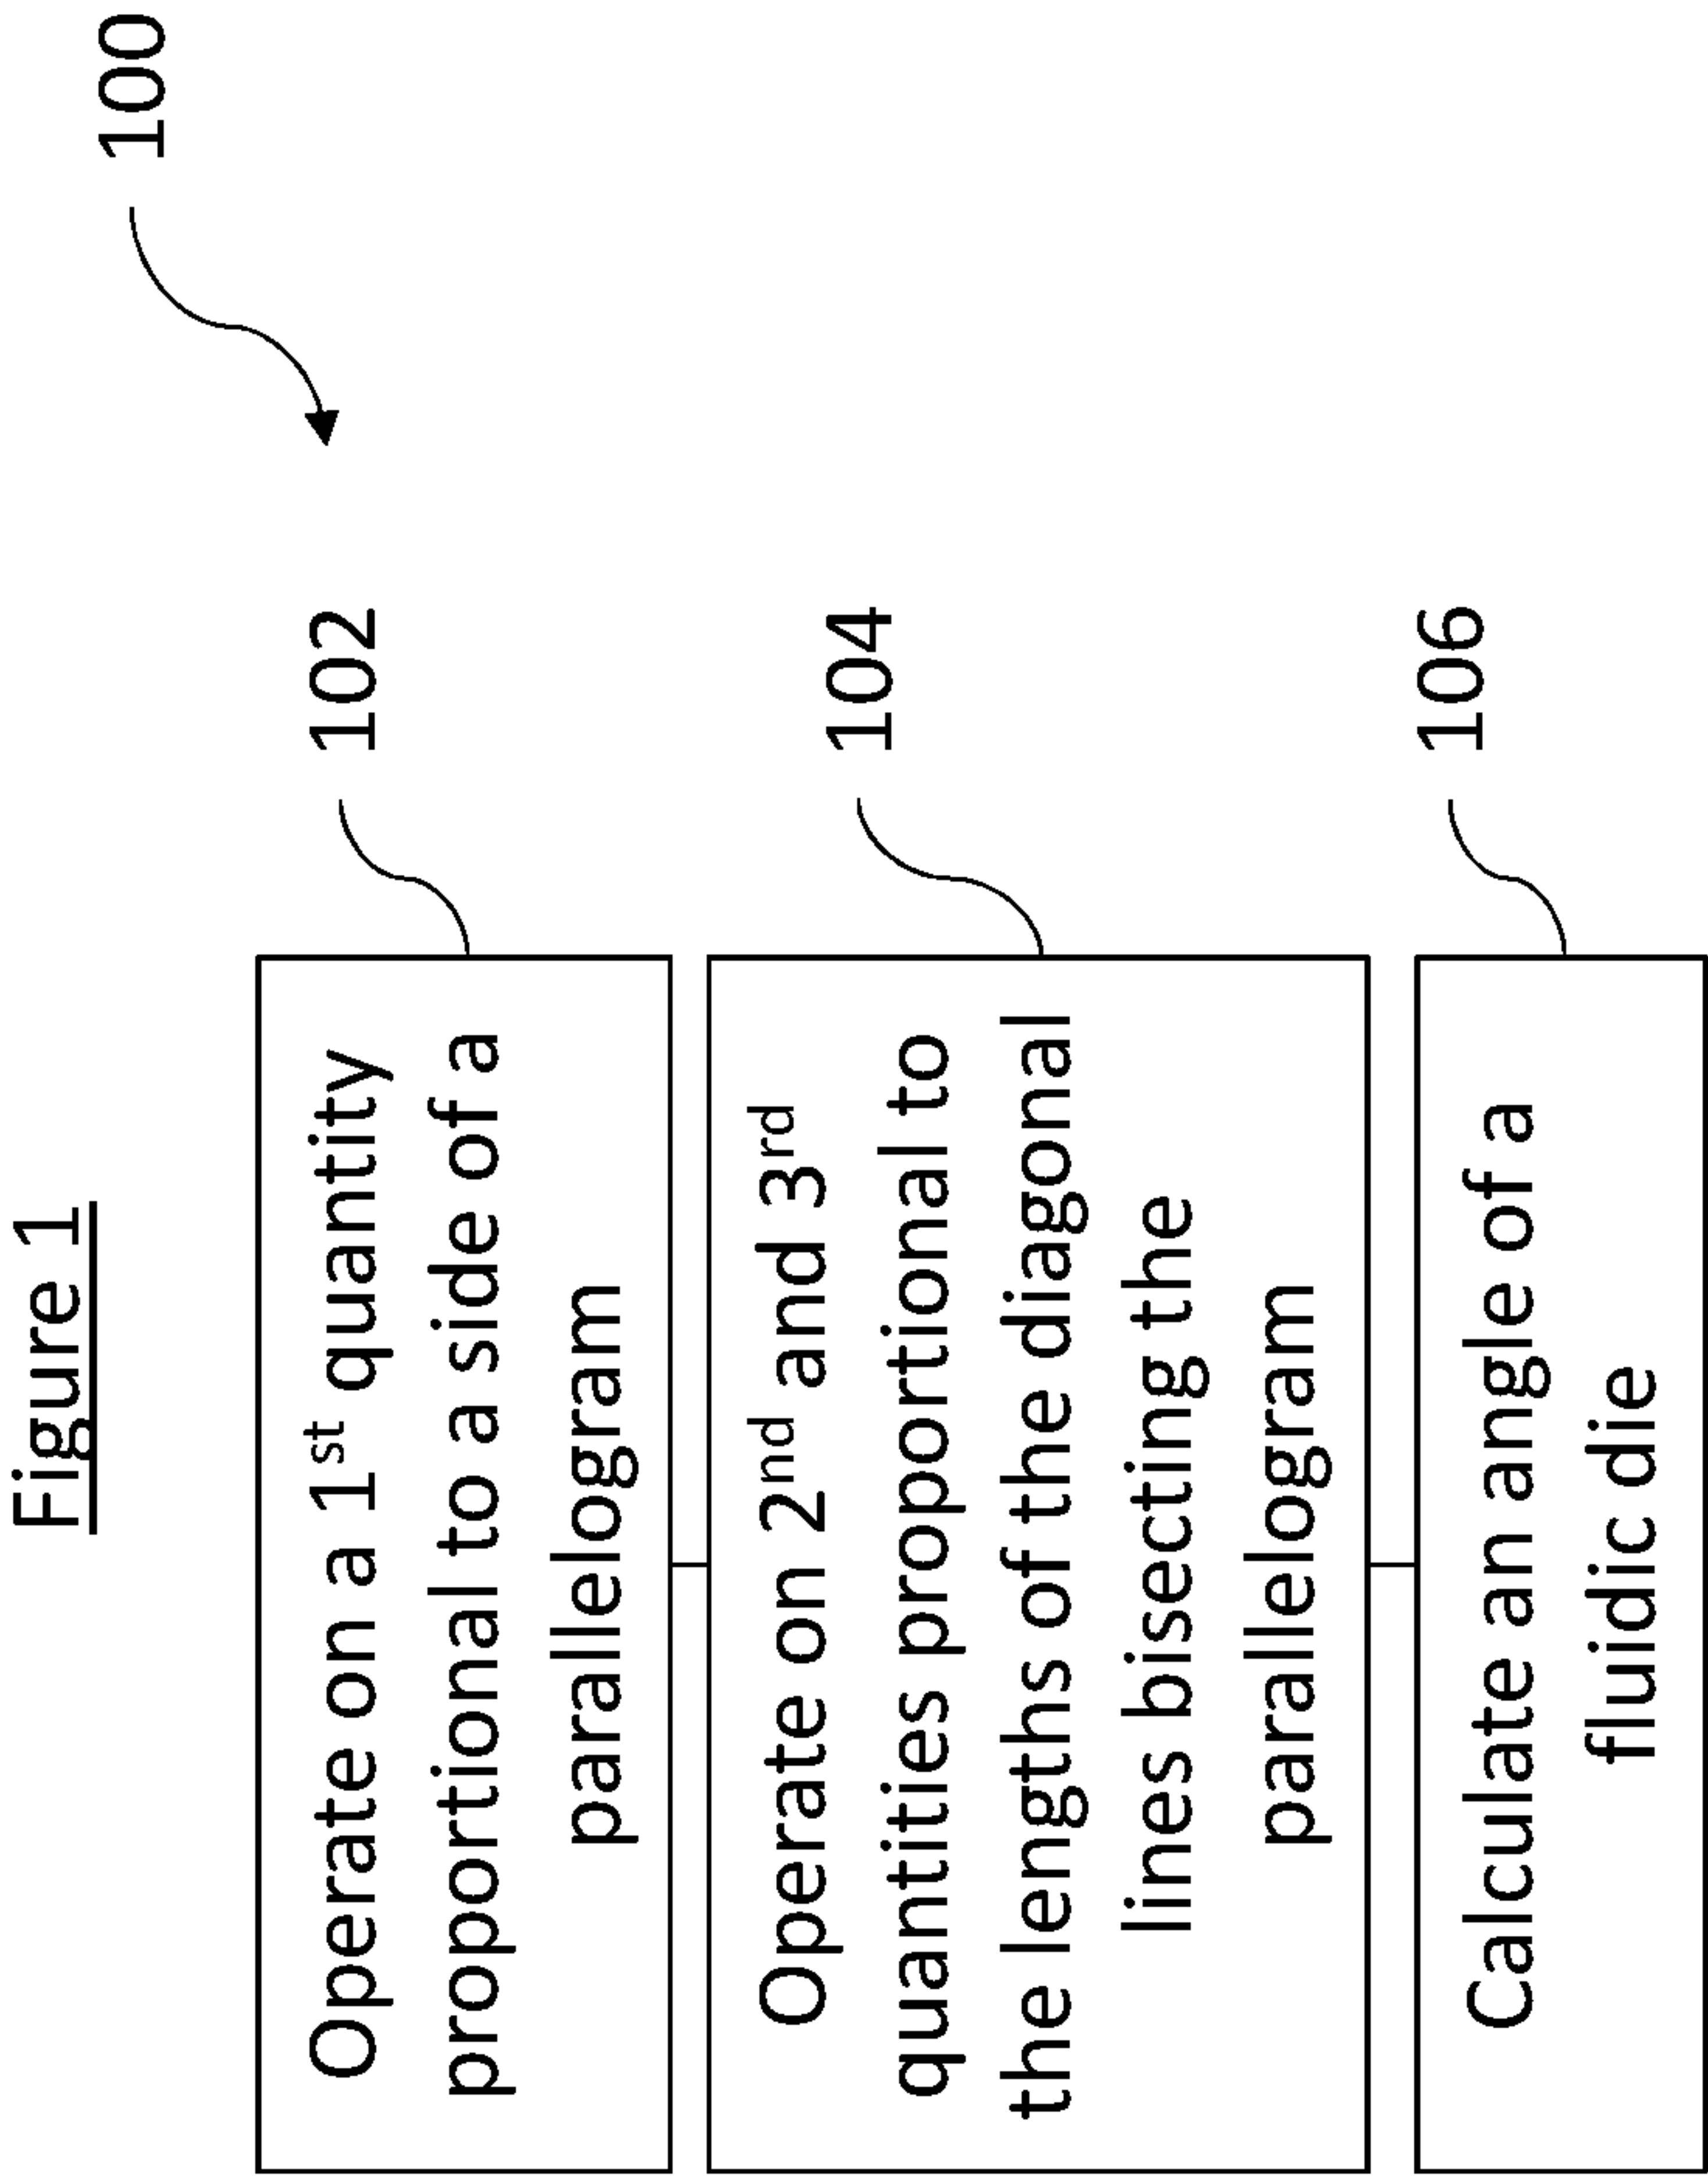 Figure 1
100
Operate on a 1st quantity
proportional to a side of a
parallelogram
102
Operate on 2nd and 3rd
quantities proportional to
the lengths of the diagonal
lines bisecting the
parallelogram
104
Calculate an angle of a
fluidic die
106